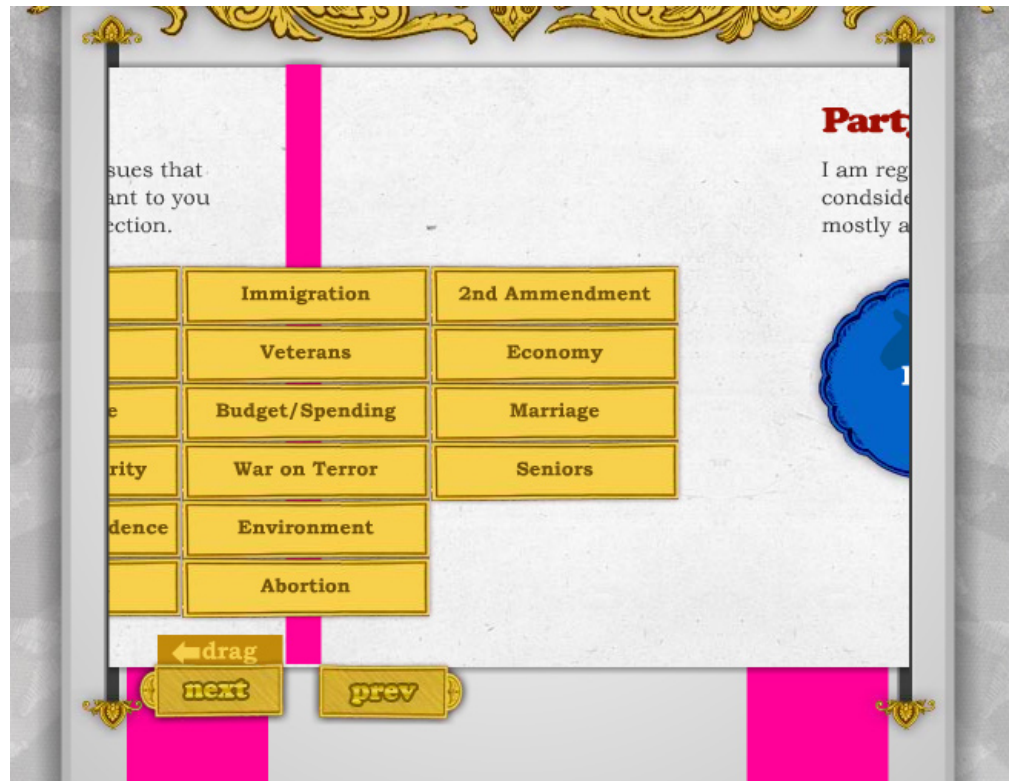 Party
sues that
ant to you
ection.
I am reg
condside
mostly a
Immigration
2nd Ammendment
Veterans
Economy
e
Budget/Spending
Marriage
rity
War on Terror
Seniors
dence
Environment
Abortion
drag
next
prev